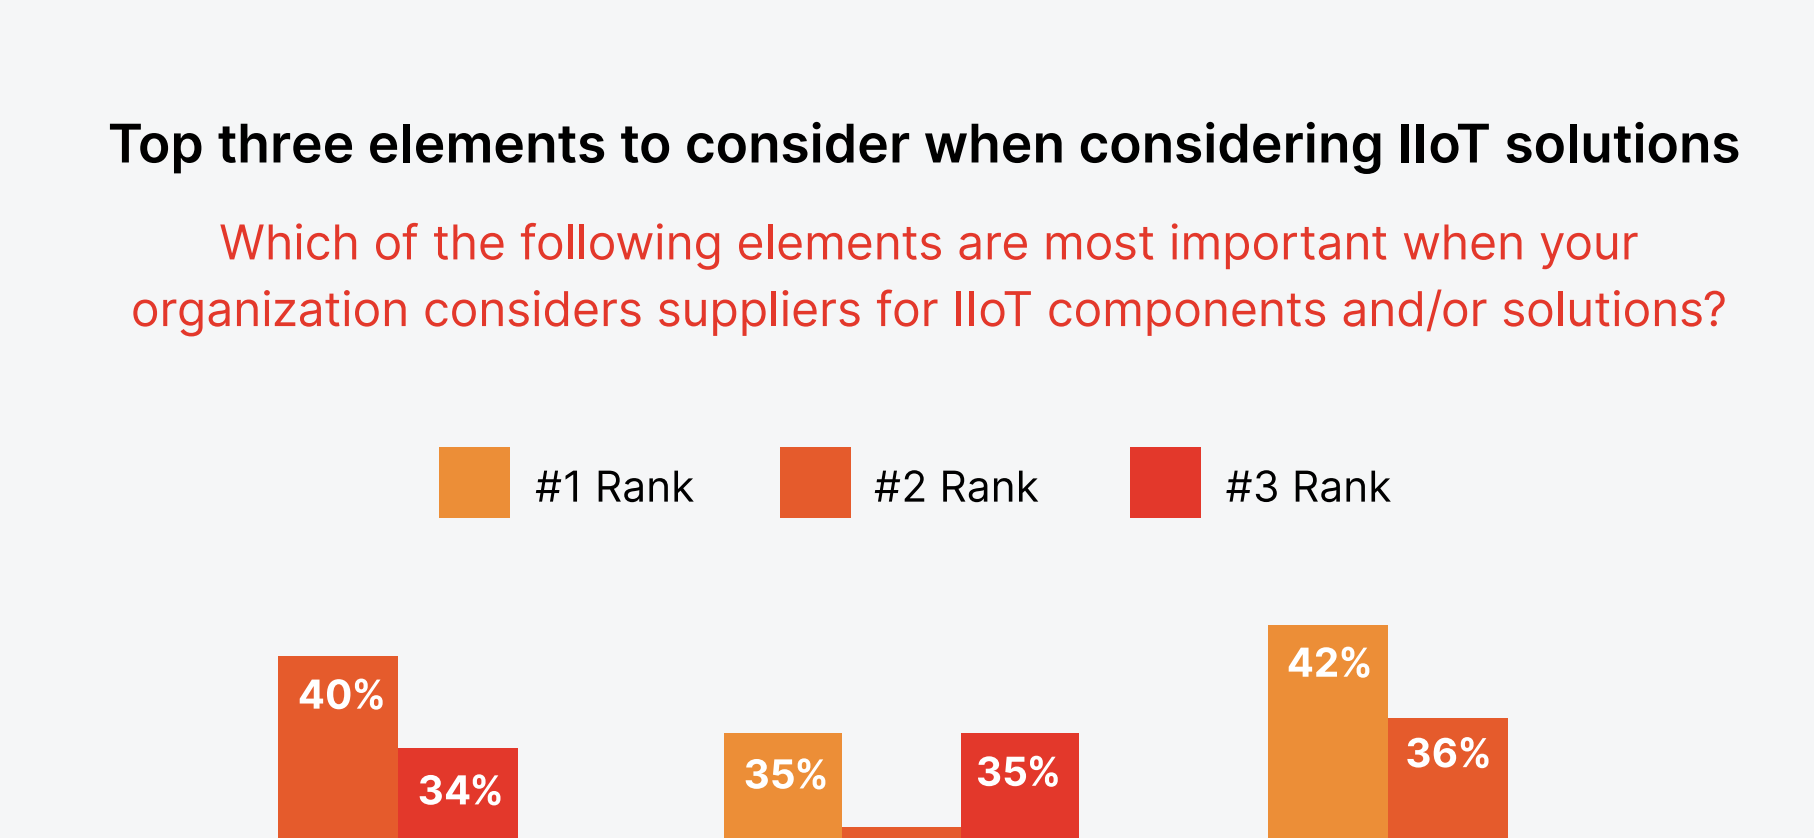 Top three elements to consider when considering IIoT solutions
Which of the following elements are most important when your
organization considers suppliers for IIoT components and/or solutions?
#1 Rank
#2 Rank
#3 Rank
40%
34%
35%
35%
42%
36%